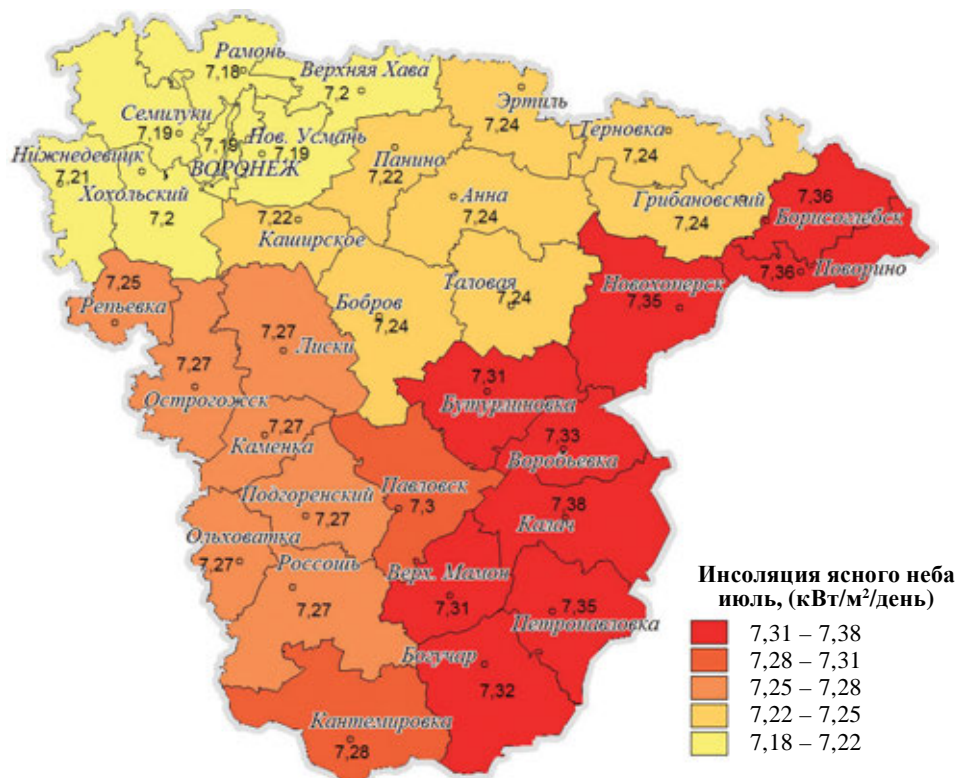 Рамонь
7,18
Верхняя Хава
7,2
Эртиль
7,24
Семилуки
7,19
7,19
Нов. Усмань
7,19
Терновка
7,24
Нижнедевицк
7,21
ВОРОНЕЖ
Панино
7,22
Хохольский
7,2
Анна
7,24
Грибановский
7,24
7,36
Борисоглебск
7,22
Каширское
7,36
Поворино
7,25
Репьевка
Бобров
7,24
Таловая
7,24
Новохоперск
7,35
7,27
Лиски
7,27
Острогожск
7,31
Бутурлиновка
7,27
Каменка
7,33
Воробьевка
Павловск
7,3
Подгоренский
7,27
7,38
Калач
Ольховатка
7,27
Россошь
7,27
Верх. Мамон
7,31
7,35
Петропавловка
Богучар
7,32
Кантемировка
7,28
Инсоляция ясного неба
июль, (кВт/м²/день)
7,31 – 7,38
7,28 – 7,31
7,25 – 7,28
7,22 – 7,25
7,18 – 7,22